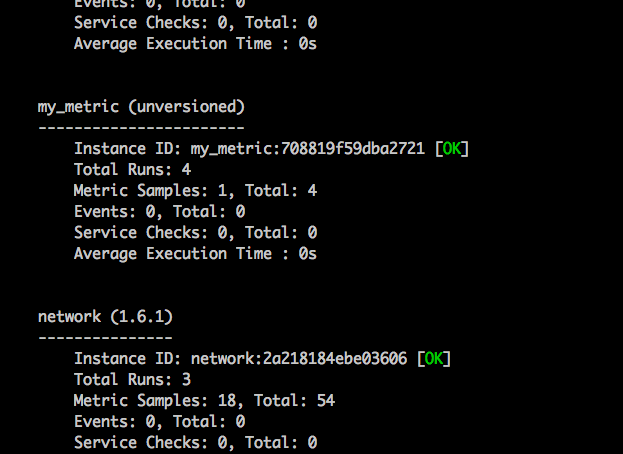 Events: 0, Total: 0
Service Checks: 0, Total: 0
Average Execution Time : 0s
my_metric (unversioned)
-----------------------
Instance ID: my_metric:708819f59dba2721 [OK]
Total Runs: 4
Metric Samples: 1, Total: 4
Events: 0, Total: 0
Service Checks: 0, Total: 0
Average Execution Time : 0s
network (1.6.1)
---------------
Instance ID: network:2a218184ebe03606 [OK]
Total Runs: 3
Metric Samples: 18, Total: 54
Events: 0, Total: 0
Service Checks: 0, Total: 0